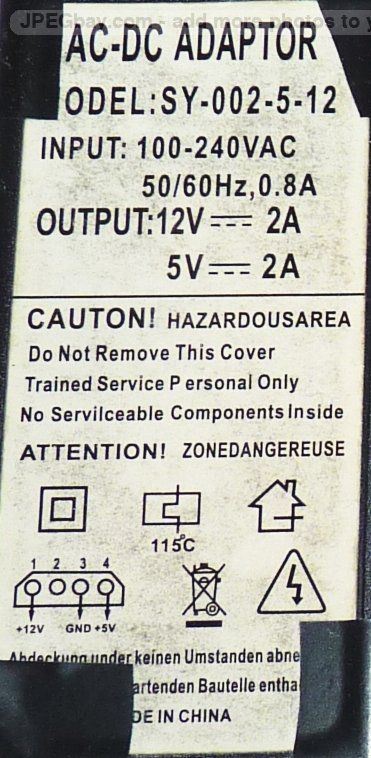 JPEGbay.com - add more photos to y
AC-DC ADAPTOR
ODEL:SY-002-5-12
INPUT: 100-240VAC
50/60Hz,0.8A
OUTPUT:12V⎓ 2A
5V⎓ 2A
CAUTON! HAZARDOUSAREA
Do Not Remove This Cover
Trained Service Personal Only
No Servilceable Components Inside
ATTENTION! ZONEDANGEREUSE
115℃
1 2 3 4
+12V GND +5V
Abdeckung under keinen Umstanden abne
artenden Bautelle entha
DE IN CHINA